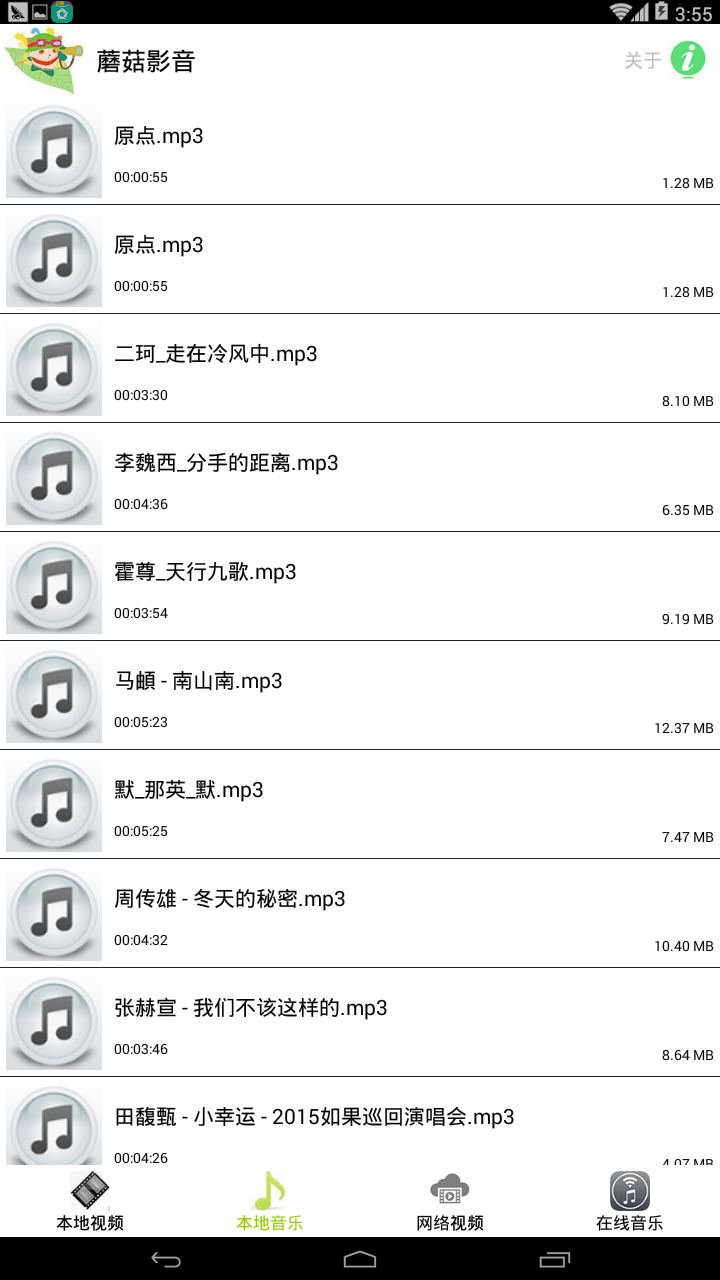 3:55
蘑菇影音
关于
原点.mp3
00:00:55
1.28 MB
原点.mp3
00:00:55
1.28 MB
二珂_走在冷风中.mp3
00:03:30
8.10 MB
李魏西_分手的距离.mp3
00:04:36
6.35 MB
霍尊_天行九歌.mp3
00:03:54
9.19 MB
马頔 - 南山南.mp3
00:05:23
12.37 MB
默_那英_默.mp3
00:05:25
7.47 MB
周传雄 - 冬天的秘密.mp3
00:04:32
10.40 MB
张赫宣 - 我们不该这样的.mp3
00:03:46
8.64 MB
田馥甄 - 小幸运 - 2015如果巡回演唱会.mp3
00:04:26
4.07 MB
本地视频
本地音乐
网络视频
在线音乐